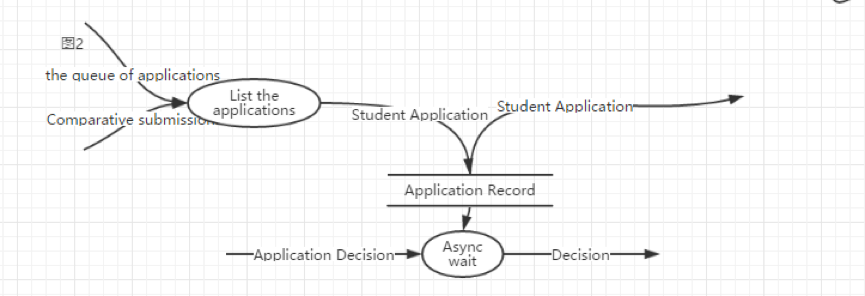 图2
the queue of applications
List the
applications
Comparative submission
Student Application
Student Application
Application Record
Application Decision
Async
wait
Decision